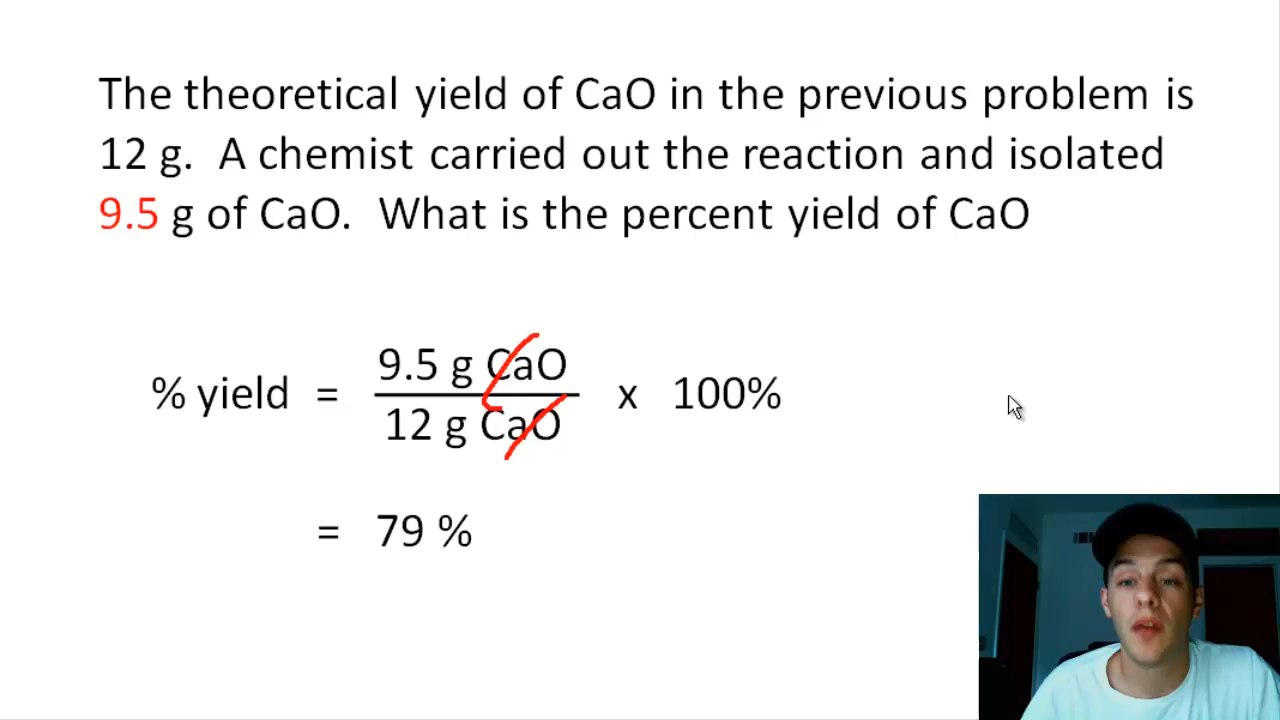 The theoretical yield of CaO in the previous problem is
12 g. A chemist carried out the reaction and isolated
9.5 g of CaO. What is the percent yield of CaO
% yield = 9.5 g CaO
12 g CaO x 100%
= 79 %